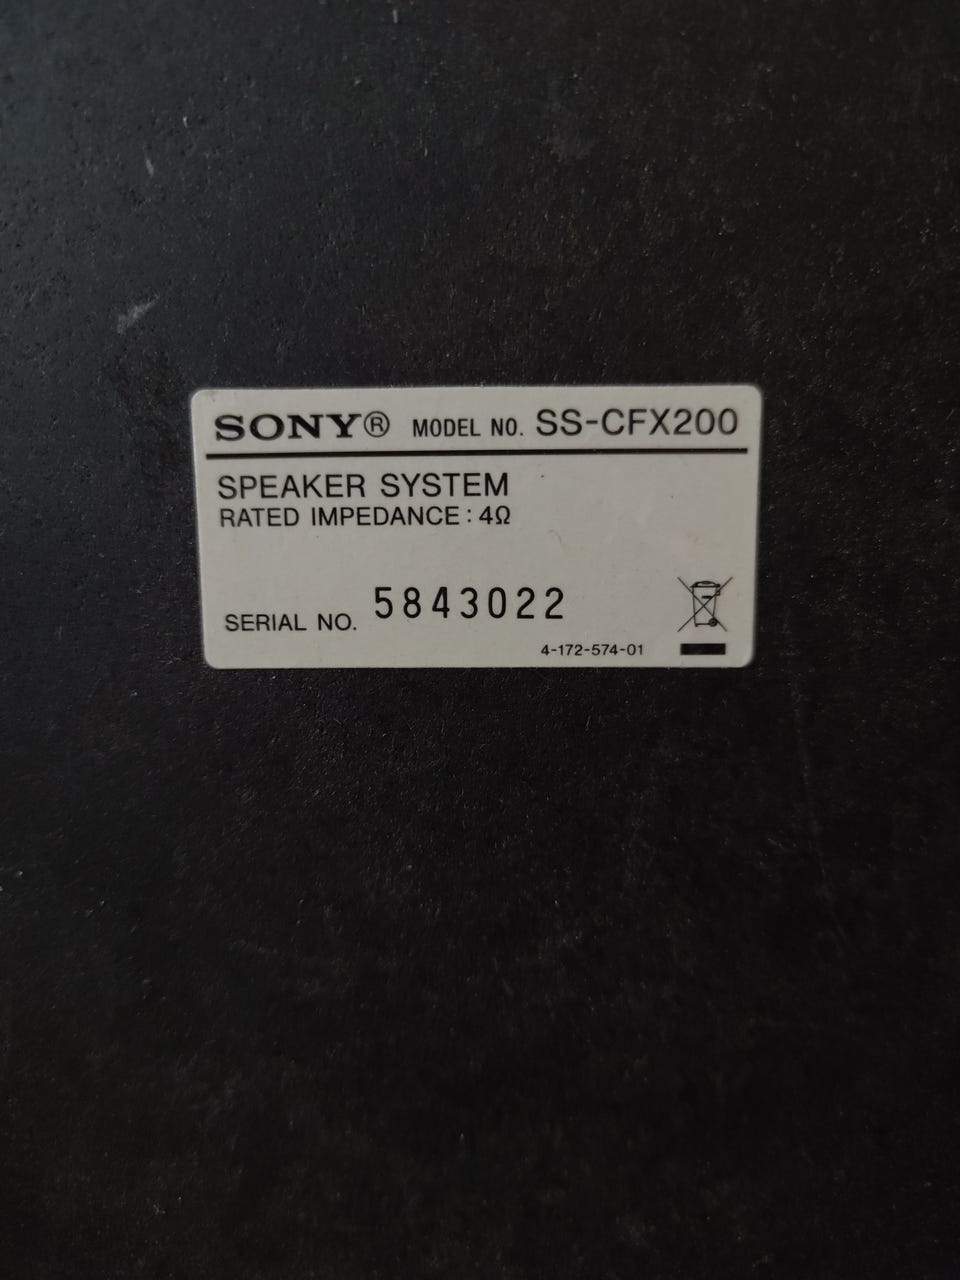 SONY® MODEL NO. SS-CFX200
SPEAKER SYSTEM
RATED IMPEDANCE : 4Ω
SERIAL NO. 5843022
4-172-574-01